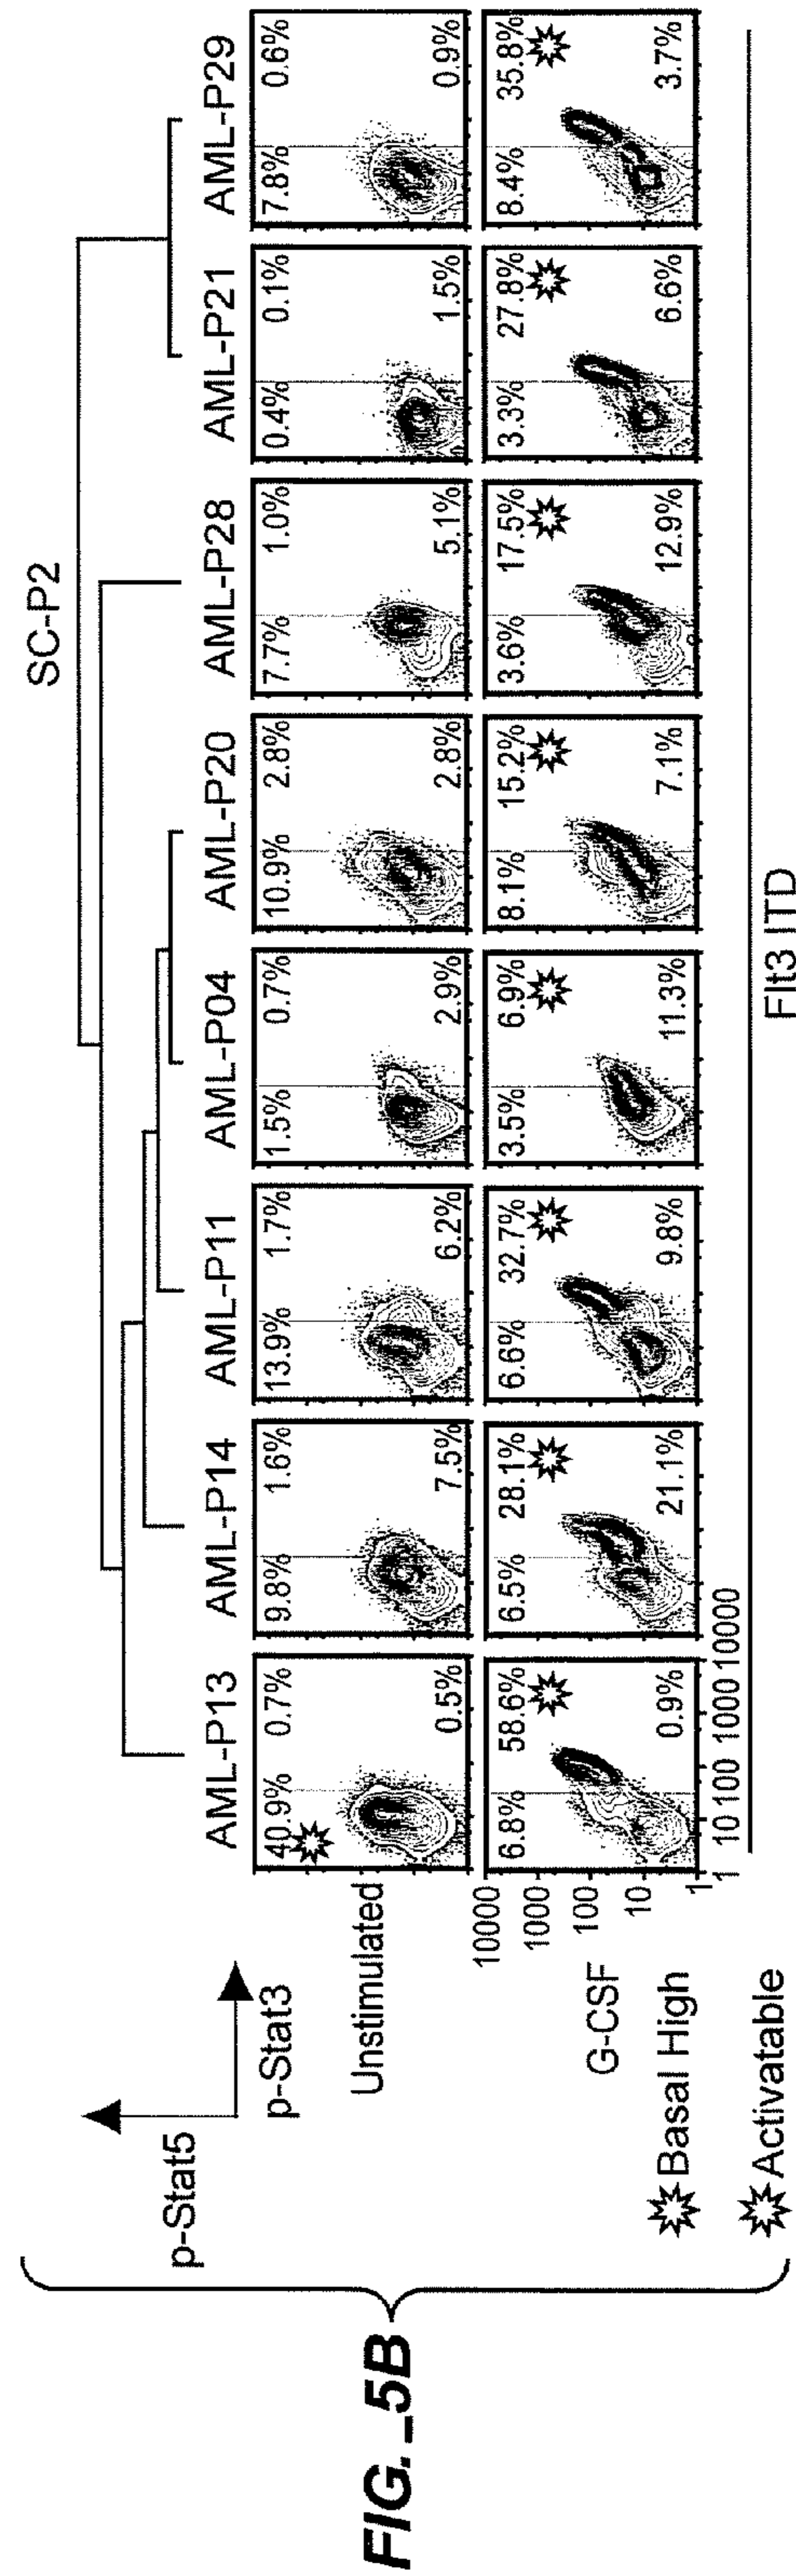 FIG._5B
SC-P2
AML-P13 AML-P14 AML-P11 AML-P04 AML-P20 AML-P28 AML-P21 AML-P29
p-Stat5
p-Stat3
Unstimulated
40.9% 0.7% 9.8% 1.6% 13.9% 1.7% 1.5% 0.7% 10.9% 2.8% 7.7% 1.0% 0.4% 0.1% 7.8% 0.6%
0.5% 7.5% 6.2% 2.9% 2.8% 5.1% 1.5% 0.9%
G-CSF
10000
1000
100
10
1
6.8% 58.6% 6.5% 28.1% 6.6% 32.7% 3.5% 6.9% 8.1% 15.2% 3.6% 17.5% 3.3% 27.8% 8.4% 35.8%
0.9% 21.1% 9.8% 11.3% 7.1% 12.9% 6.6% 3.7%
1 10 100 1000 10000
Basal High
Activatable
Flt3 ITD